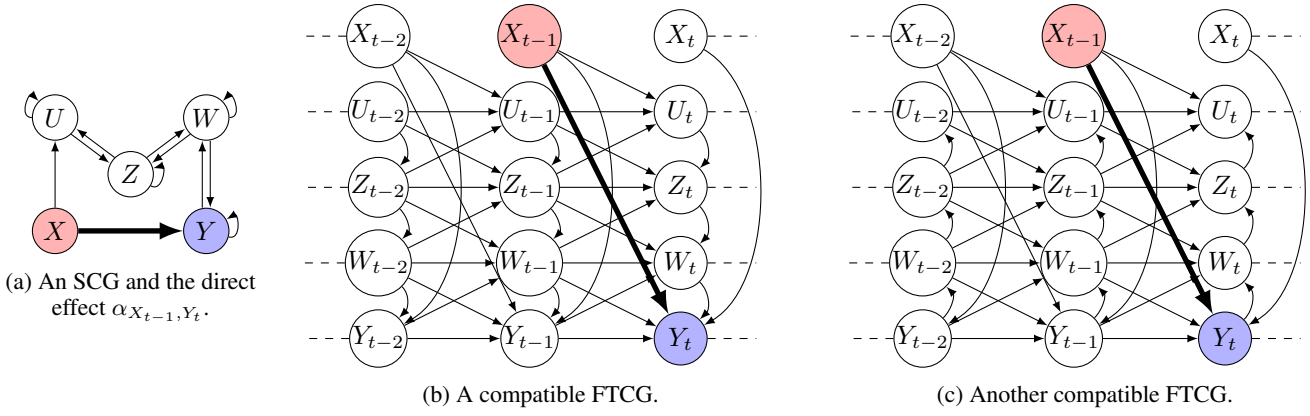 U
W
Z
X
Y
(a) An SCG and the direct
effect α_{X_{t−1},Y_t}.
X_{t−2} X_{t−1} X_t
U_{t−2} U_{t−1} U_t
Z_{t−2} Z_{t−1} Z_t
W_{t−2} W_{t−1} W_t
Y_{t−2} Y_{t−1} Y_t
(b) A compatible FTCG.
X_{t−2} X_{t−1} X_t
U_{t−2} U_{t−1} U_t
Z_{t−2} Z_{t−1} Z_t
W_{t−2} W_{t−1} W_t
Y_{t−2} Y_{t−1} Y_t
(c) Another compatible FTCG.